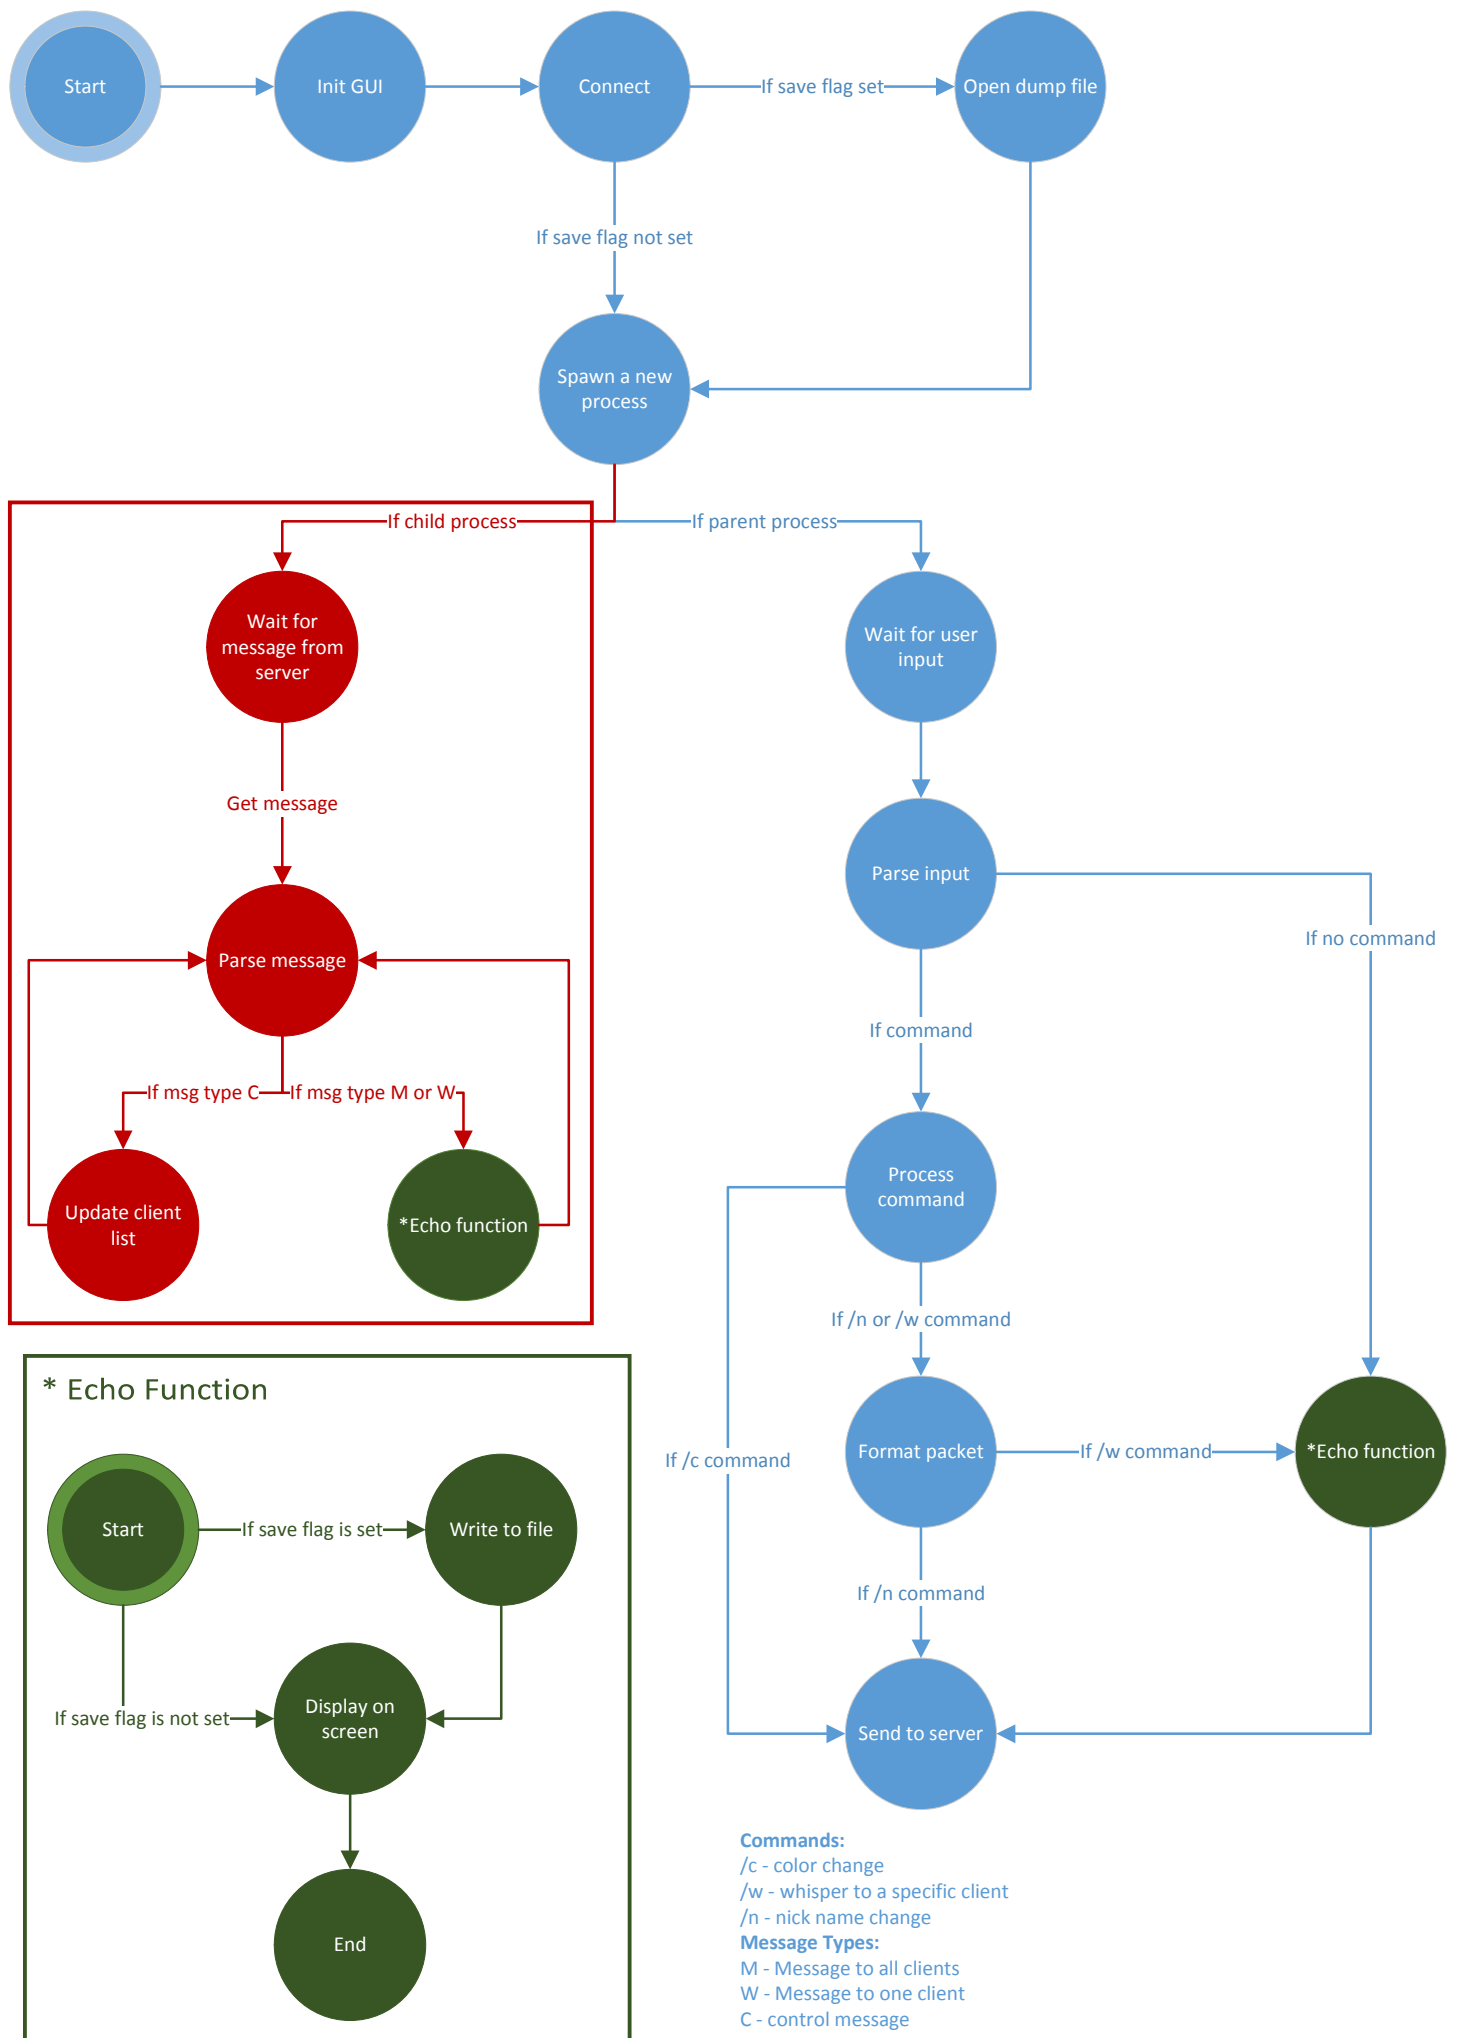 Start
Init GUI
Connect
If save flag set
Open dump file
If save flag not set
Spawn a new
process
If child process
If parent process
Wait for
message from
server
Wait for user
input
Get message
Parse input
If no command
Parse message
If command
If msg type C
If msg type M or W
Process
command
Update client
list
*Echo function
If /n or /w command
* Echo Function
If /c command
Format packet
If /w command
*Echo function
Start
If save flag is set
Write to file
If /n command
If save flag is not set
Display on
screen
Send to server
Commands:
/c - color change
/w - whisper to a specific client
/n - nick name change
End
Message Types:
M - Message to all clients
W - Message to one client
C - control message